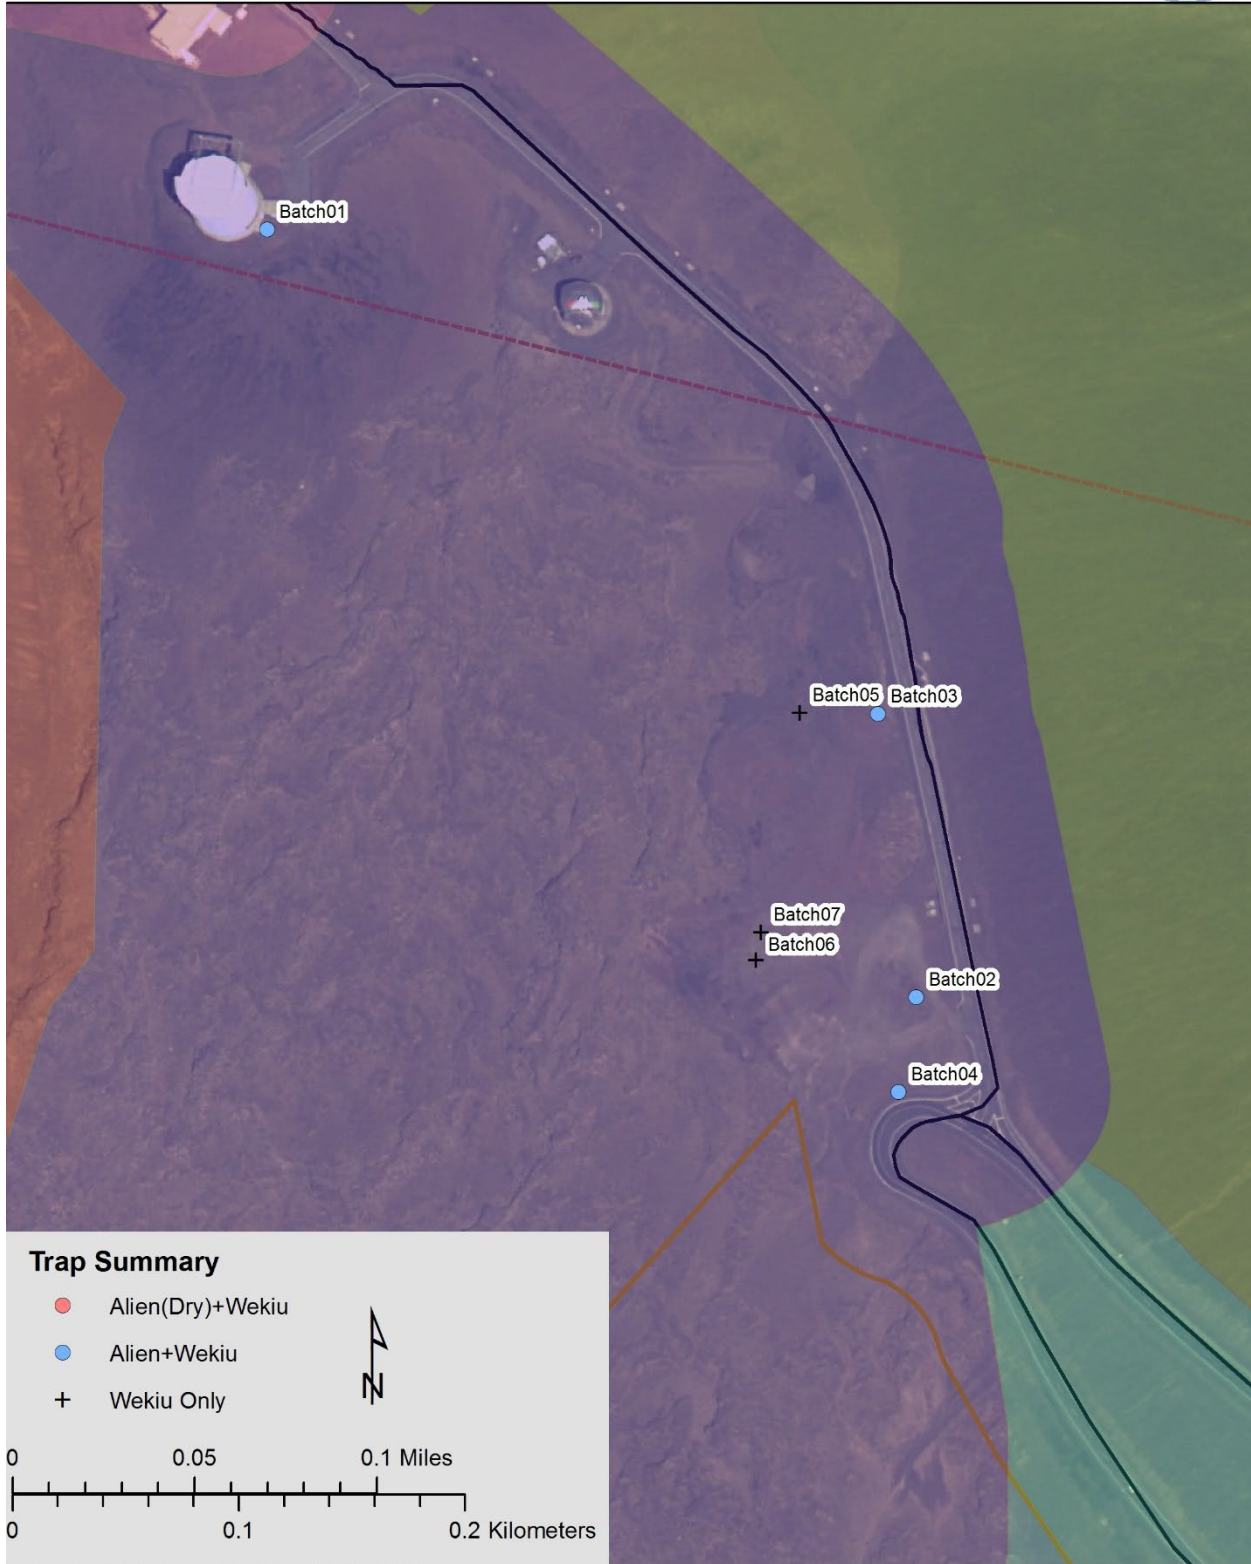 Batch01
Batch05 Batch03
Batch07
Batch06
Batch02
Batch04
Trap Summary
Alien(Dry)+Wekiu
Alien+Wekiu
Wekiu Only
N
0 0.05 0.1 Miles
0 0.1 0.2 Kilometers